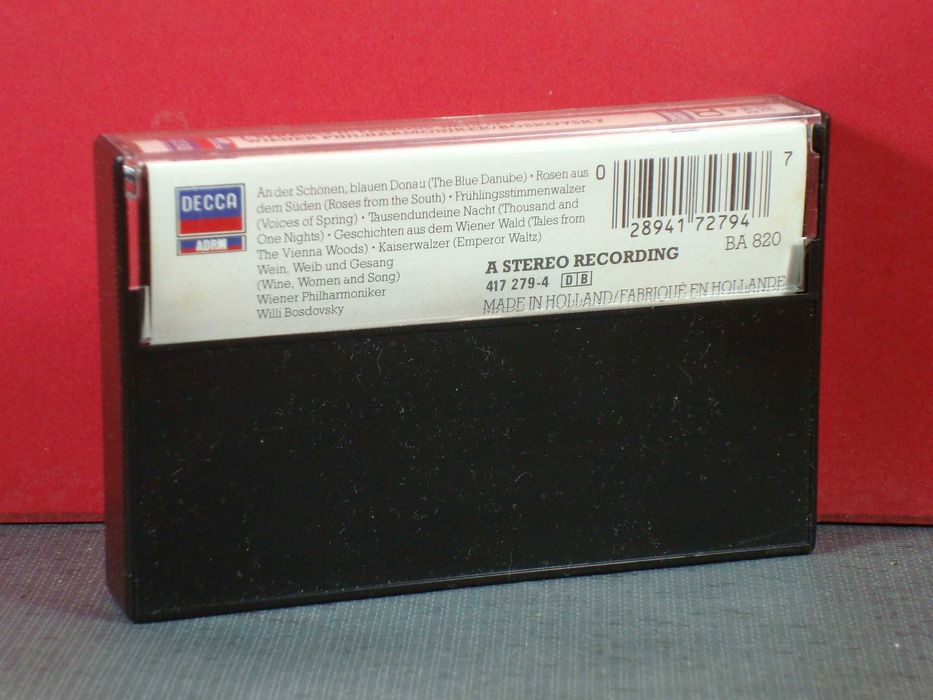 WIENER PHILHARMONIKER/BOSKOVSKY
DECCA
ADRM
An der Schönen, blauen Donau (The Blue Danube) • Rosen aus
dem Süden (Roses from the South) • Frühlingsstimmenwalzer
(Voices of Spring) • Tausendundeine Nacht (Thousand and
One Nights) • Geschichten aus dem Wiener Wald (Tales from
The Vienna Woods) • Kaiserwalzer (Emperor Waltz)
Wein, Weib und Gesang
(Wine, Women and Song)
Wiener Philharmoniker
Willi Bosdovsky
A STEREO RECORDING
417 279-4 DB
MADE IN HOLLAND/FABRIQUÉ EN HOLLANDE
0 28941 72794 7
BA 820